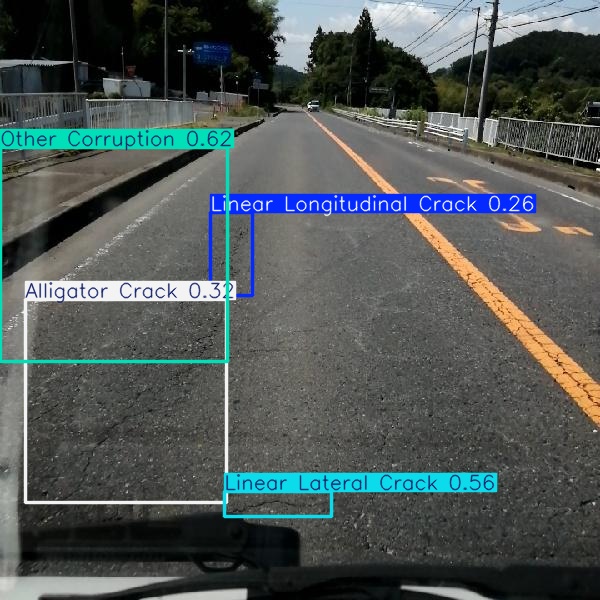 Other Corruption 0.62
Linear Longitudinal Crack 0.26
Alligator Crack 0.32
Linear Lateral Crack 0.56